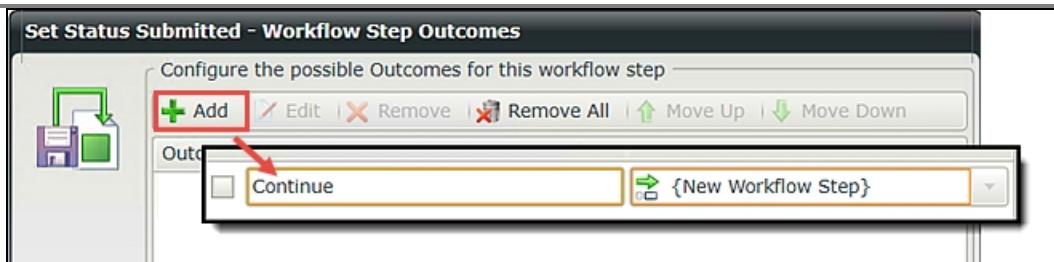 Set Status Submitted - Workflow Step Outcomes
Configure the possible Outcomes for this workflow step
Add Edit Remove Remove All Move Up Move Down
Outc
Continue {New Workflow Step}